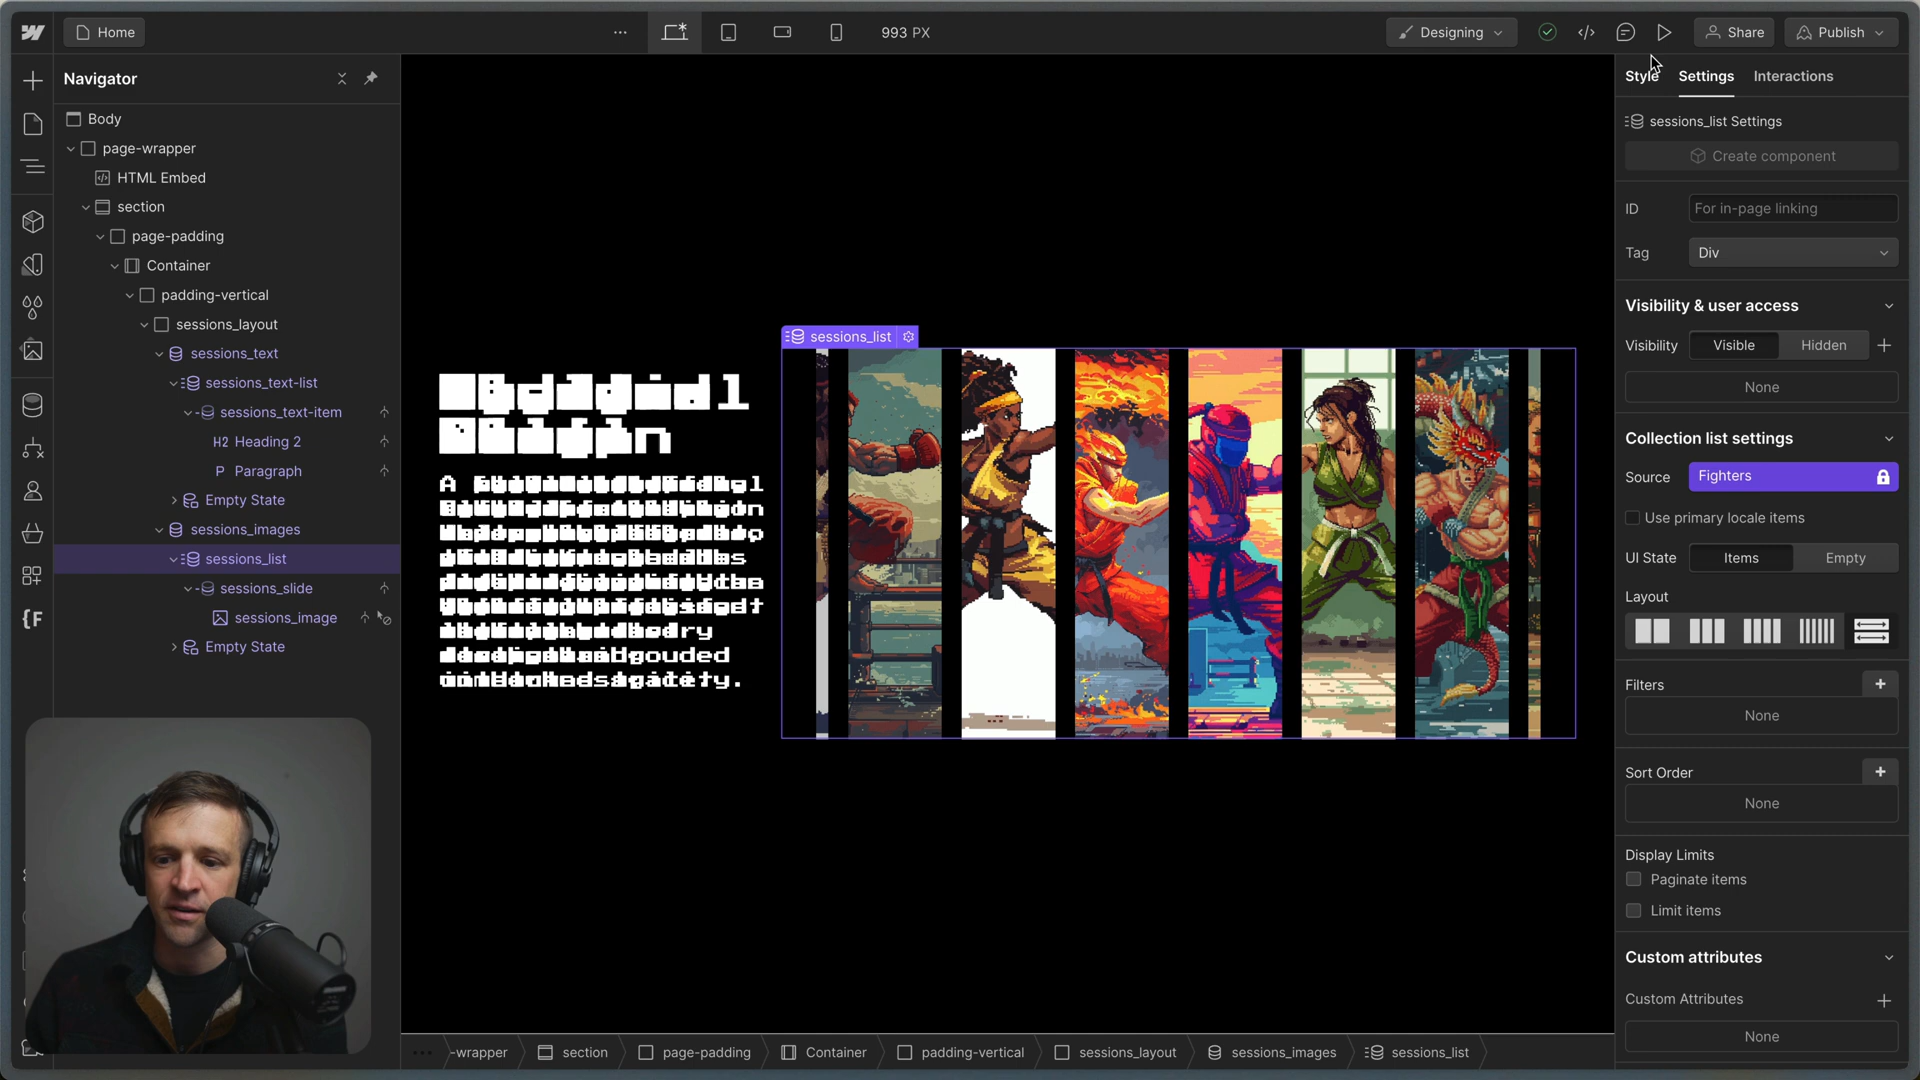 Home
993 PX
Designing
Share
Publish
Navigator
Body
page-wrapper
HTML Embed
section
page-padding
Container
padding-vertical
sessions_layout
sessions_text
sessions_text-list
sessions_text-item
H2 Heading 2
P Paragraph
Empty State
sessions_images
sessions_list
sessions_slide
sessions_image
Empty State
sessions_list
Style
Settings
Interactions
sessions_list Settings
Create component
ID
For in-page linking
Tag
Div
Visibility & user access
Visibility
Visible
Hidden
None
Collection list settings
Source
Fighters
Use primary locale items
UI State
Items
Empty
Layout
Filters
None
Sort Order
None
Display Limits
Paginate items
Limit items
Custom attributes
Custom Attributes
None
-wrapper
section
page-padding
Container
padding-vertical
sessions_layout
sessions_images
sessions_list